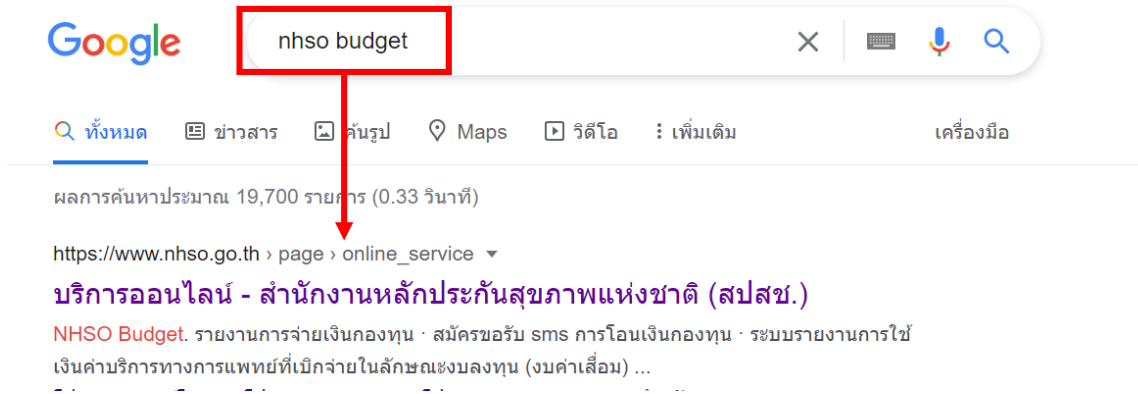 Google
nhso budget
ทั้งหมด ข่าวสาร ค้นรูป Maps วิดีโอ เพิ่มเติม เครื่องมือ
ผลการค้นหาประมาณ 19,700 รายการ (0.33 วินาที)
https://www.nhso.go.th › page › online_service
บริการออนไลน์ - สำนักงานหลักประกันสุขภาพแห่งชาติ (สปสช.)
NHSO Budget. รายงานการจ่ายเงินกองทุน · สมัครขอรับ sms การโอนเงินกองทุน · ระบบรายงานการใช้
เงินค่าบริการทางการแพทย์ที่เบิกจ่ายในลักษณะงบลงทุน (งบค่าเสื่อม) ...